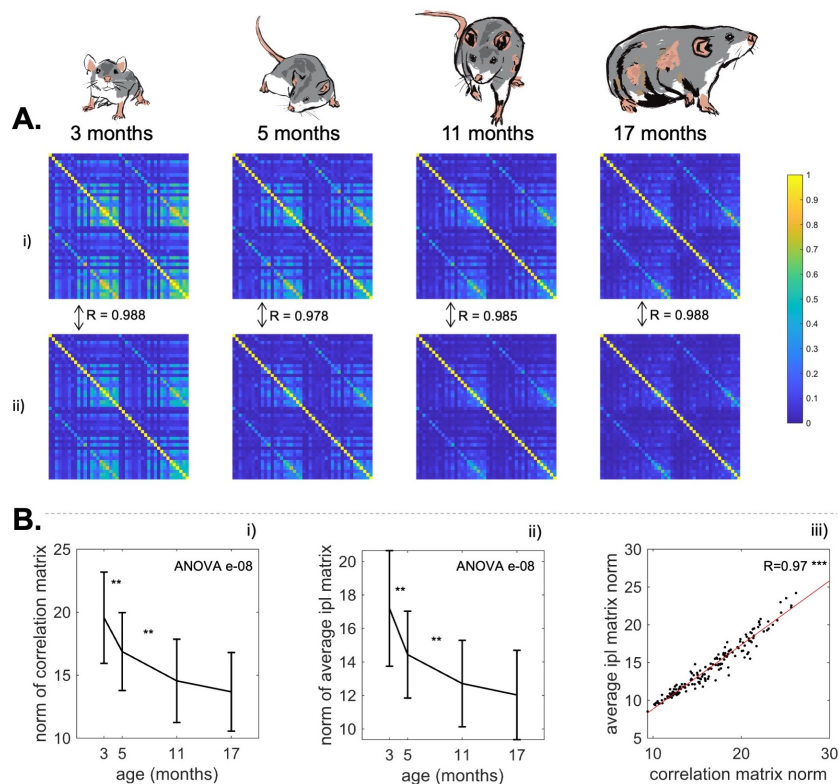 A.
3 months
5 months
11 months
17 months
i)
1
0.9
0.8
0.7
0.6
0.5
0.4
0.3
0.2
0.1
0
R = 0.988
R = 0.978
R = 0.985
R = 0.988
ii)
B.
i)
ANOVA e-08
**
**
norm of correlation matrix
25
20
15
10
3 5 11 17
age (months)
ii)
ANOVA e-08
**
**
norm of average ipl matrix
20
18
16
14
12
10
3 5 11 17
age (months)
iii)
R=0.97 ***
average ipl matrix norm
30
25
20
15
10
5
10 20 30
correlation matrix norm